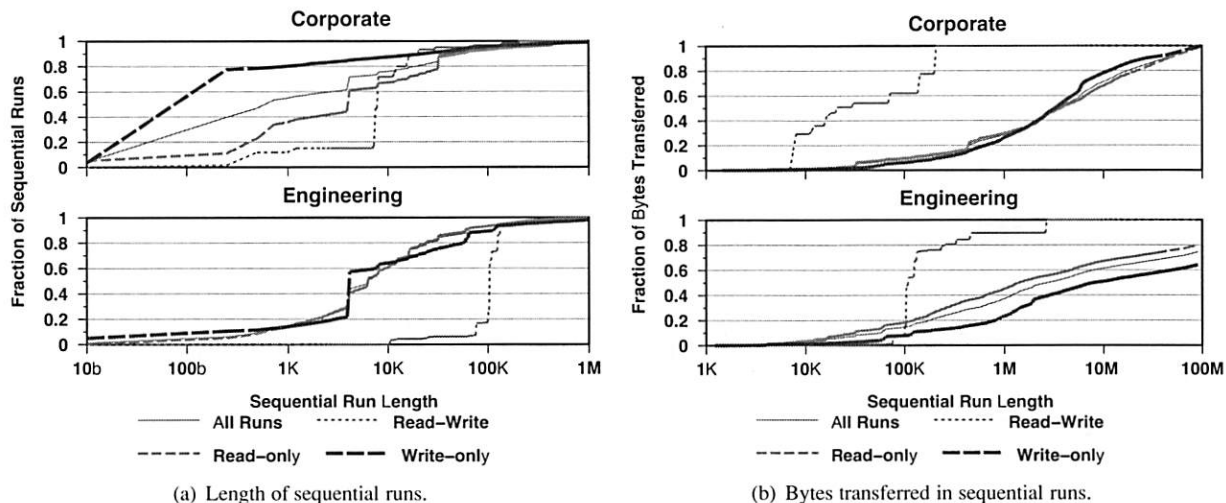 Corporate
1
0.8
0.6
0.4
0.2
0
Engineering
1
0.8
0.6
0.4
0.2
0
10b 100b 1K 10K 100K 1M
Fraction of Sequential Runs
Sequential Run Length
All Runs Read–Write
Read–only Write–only
(a) Length of sequential runs.
Corporate
1
0.8
0.6
0.4
0.2
0
Engineering
1
0.8
0.6
0.4
0.2
0
1K 10K 100K 1M 10M 100M
Fraction of Bytes Transferred
Sequential Run Length
All Runs Read–Write
Read–only Write–only
(b) Bytes transferred in sequential runs.